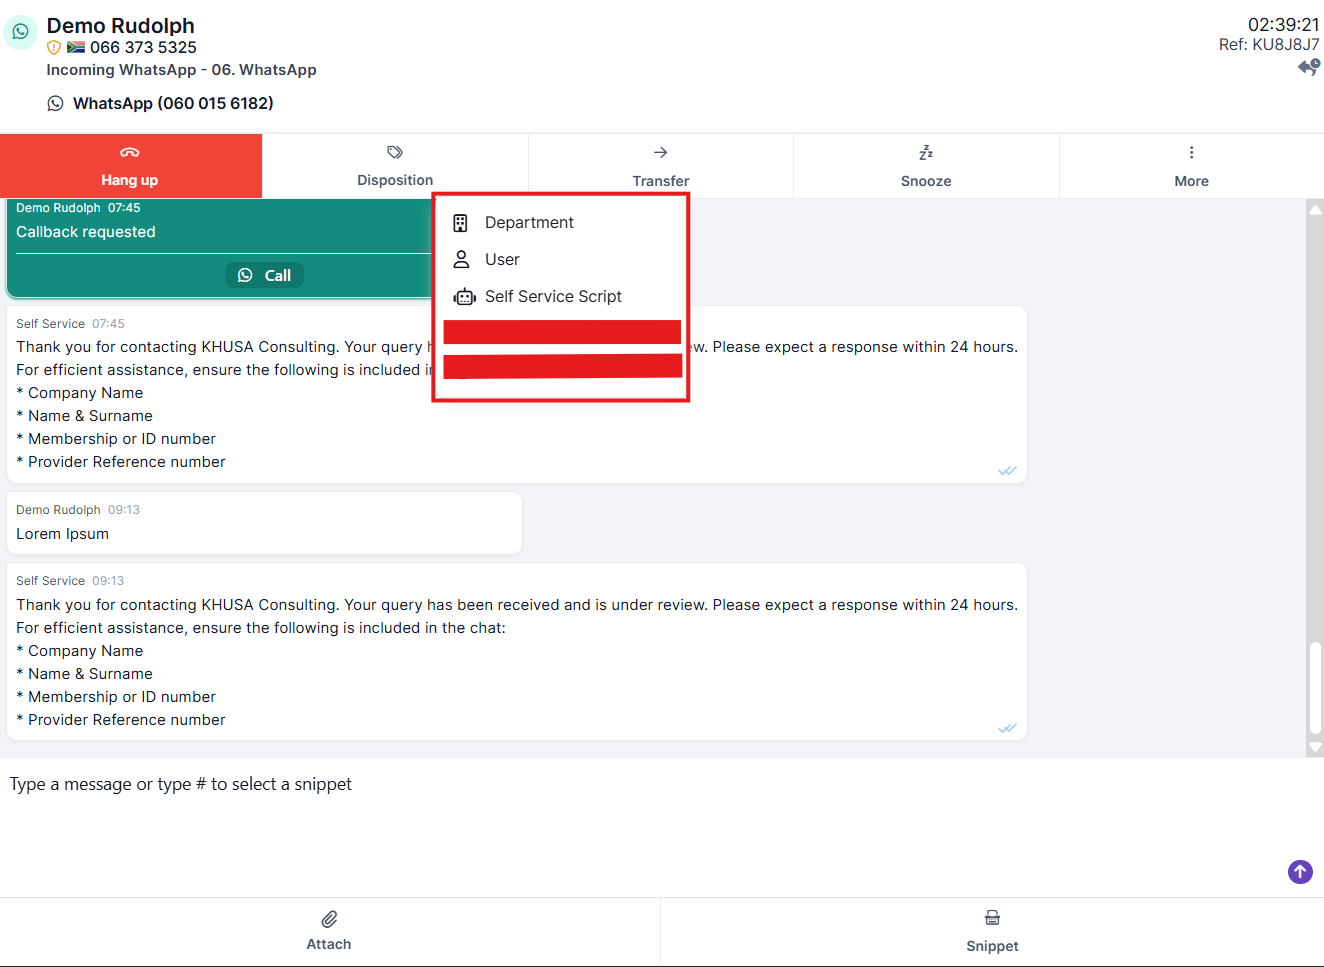 Demo Rudolph
066 373 5325
Incoming WhatsApp - 06. WhatsApp
WhatsApp (060 015 6182)
02:39:21
Ref: KU8J8J7
Hang up
Disposition
Transfer
Snooze
More
Demo Rudolph 07:45
Callback requested
Call
Department
User
Self Service Script
Self Service 07:45
Thank you for contacting KHUSA Consulting. Your query w. Please expect a response within 24 hours.
For efficient assistance, ensure the following is included
* Company Name
* Name & Surname
* Membership or ID number
* Provider Reference number
Demo Rudolph 09:13
Lorem Ipsum
Self Service 09:13
Thank you for contacting KHUSA Consulting. Your query has been received and is under review. Please expect a response within 24 hours.
For efficient assistance, ensure the following is included in the chat:
* Company Name
* Name & Surname
* Membership or ID number
* Provider Reference number
Type a message or type # to select a snippet
Attach
Snippet